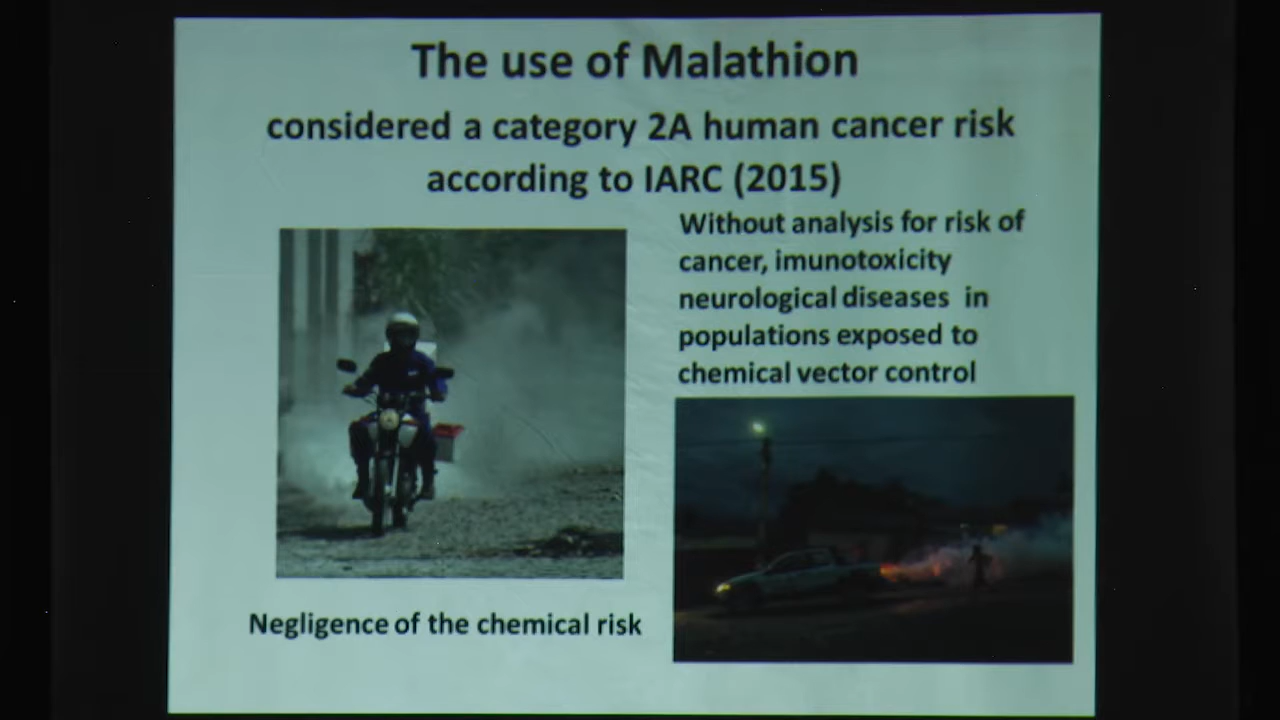 The use of Malathion
considered a category 2A human cancer risk
according to IARC (2015)
Without analysis for risk of
cancer, imunotoxicity
neurological diseases in
populations exposed to
chemical vector control
Negligence of the chemical risk